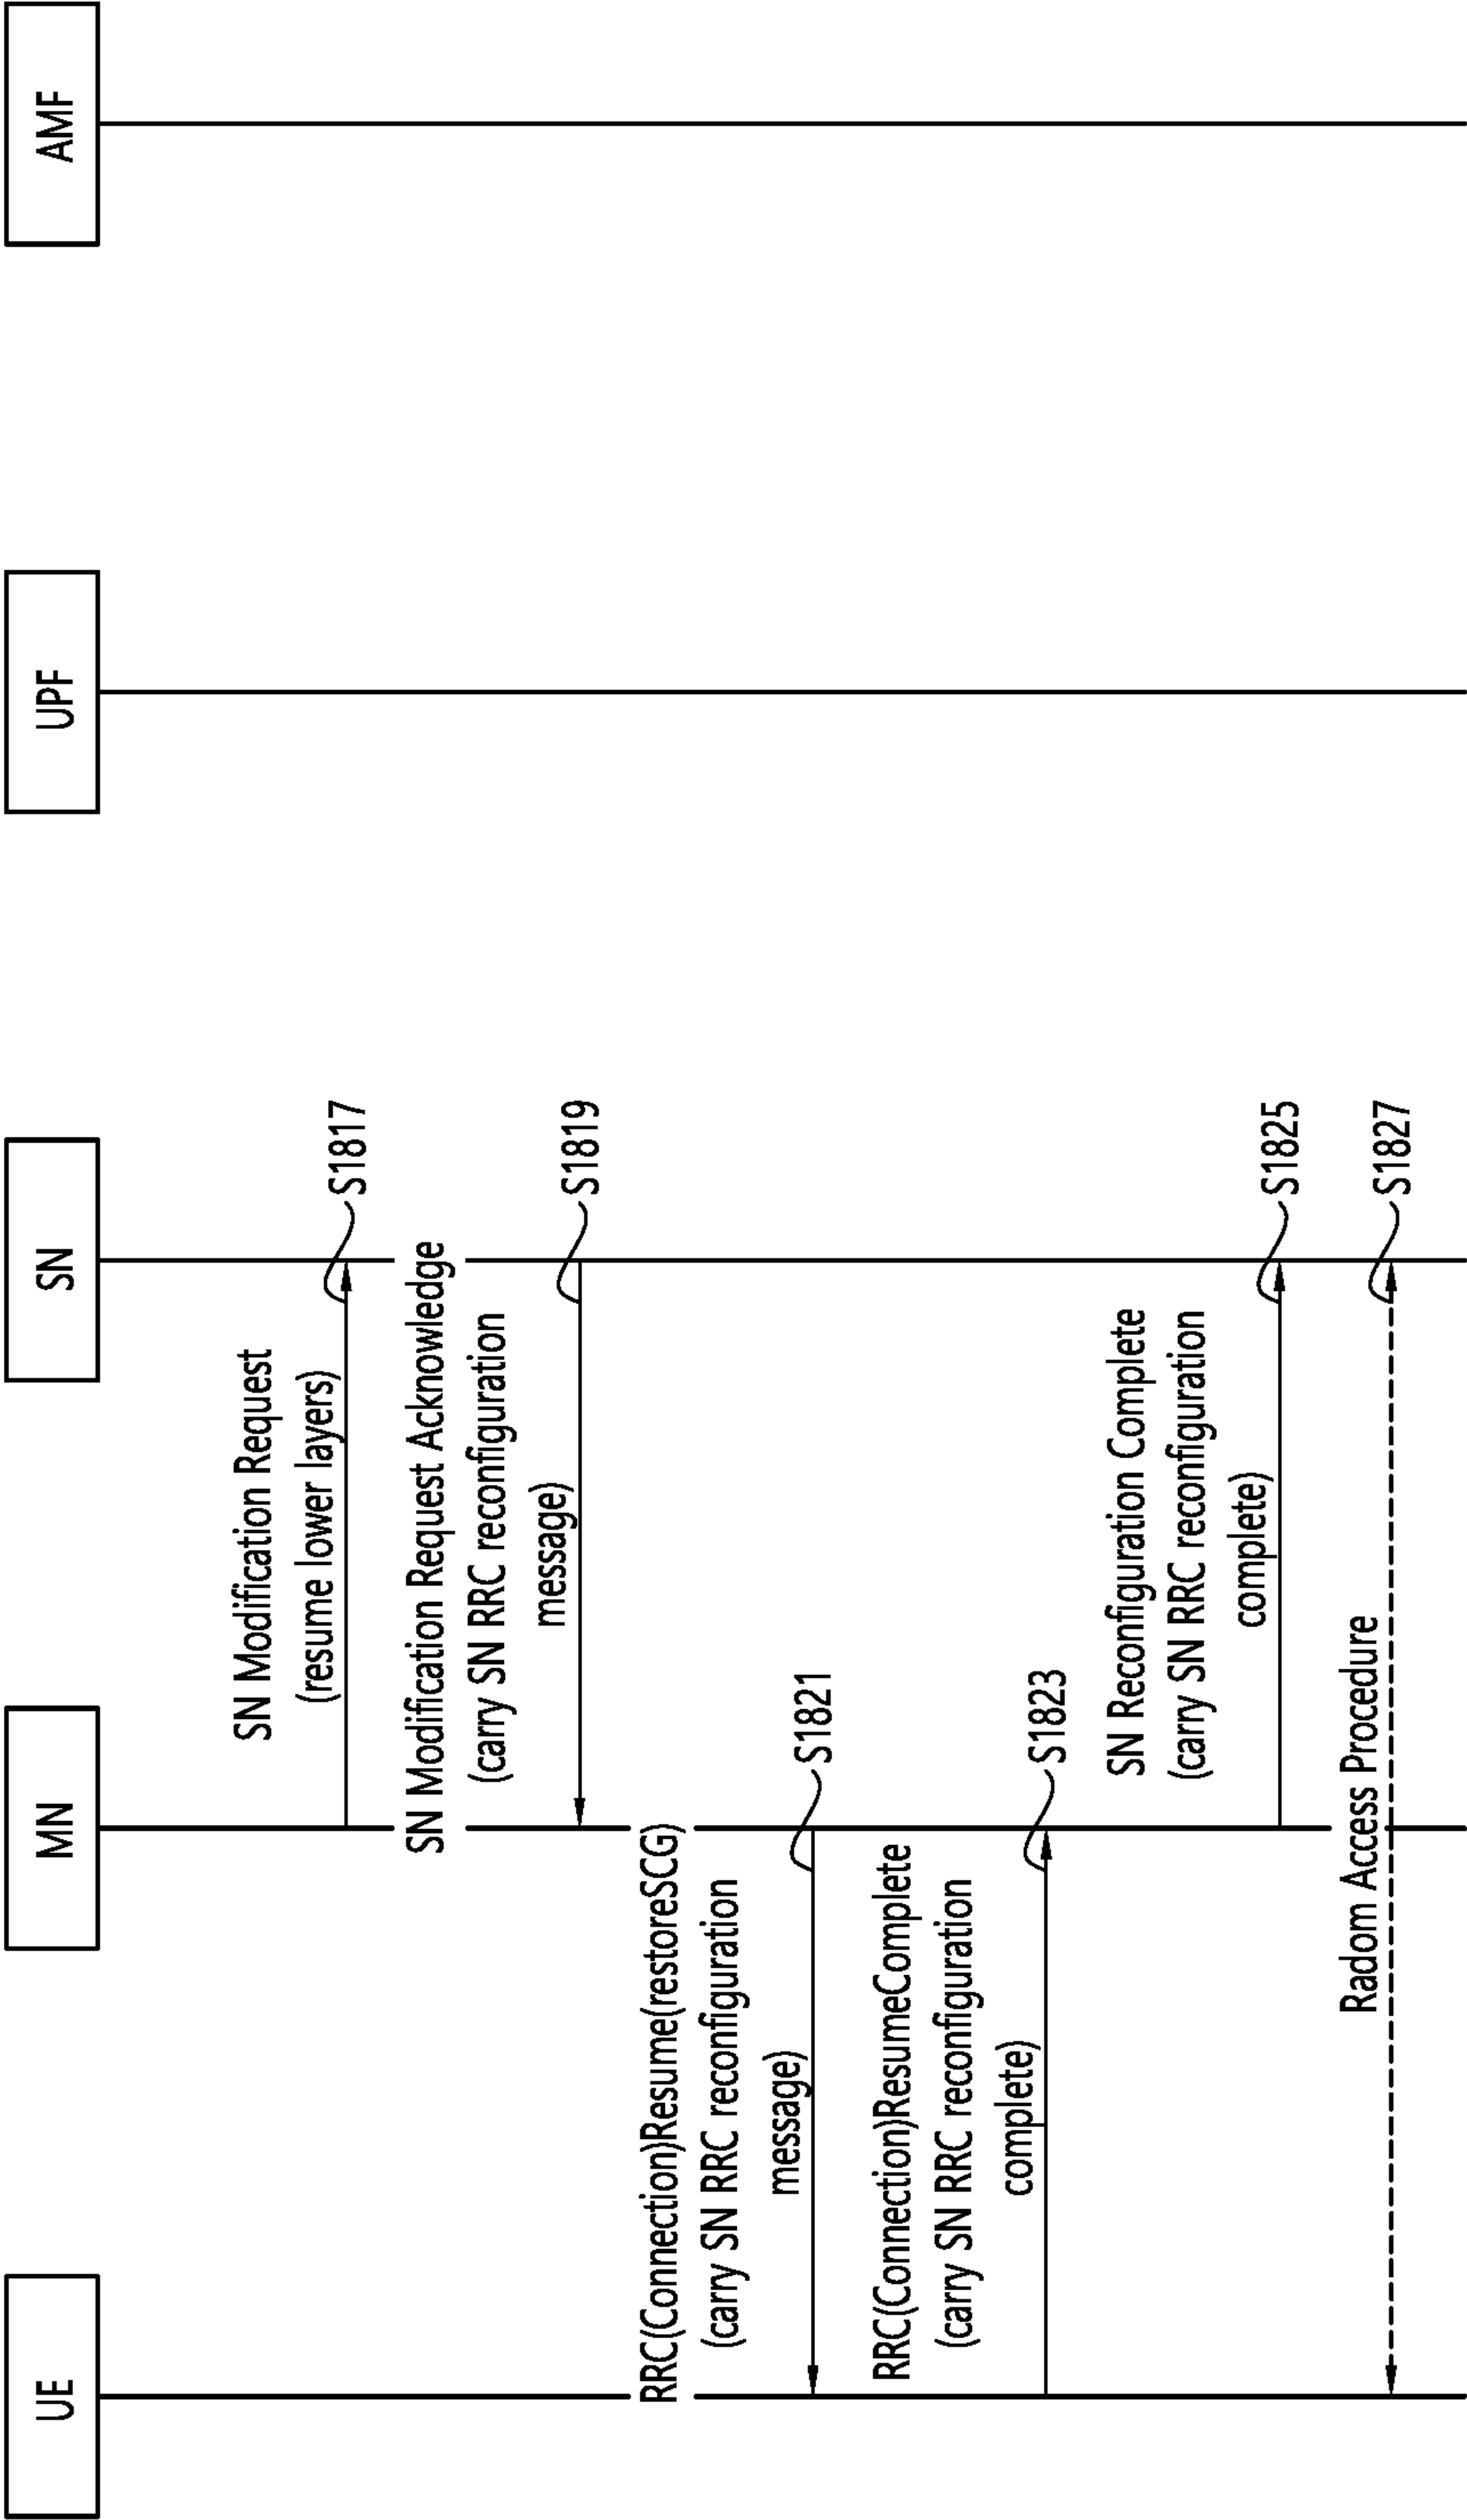 UE
MN
SN
UPF
AMF
SN Modification Request
(resume lower layers)
S1817
SN Modification Request Acknowledge
(carry SN RRC reconfiguration
message)
S1819
RRC(Connection)Resume(restoreSCG)
(carry SN RRC reconfiguration
message)
S1821
RRC(Connection)ResumeComplete
(carry SN RRC reconfiguration
complete)
S1823
SN Reconfiguration Complete
(carry SN RRC reconfiguration
complete)
S1825
Radom Access Procedure
S1827